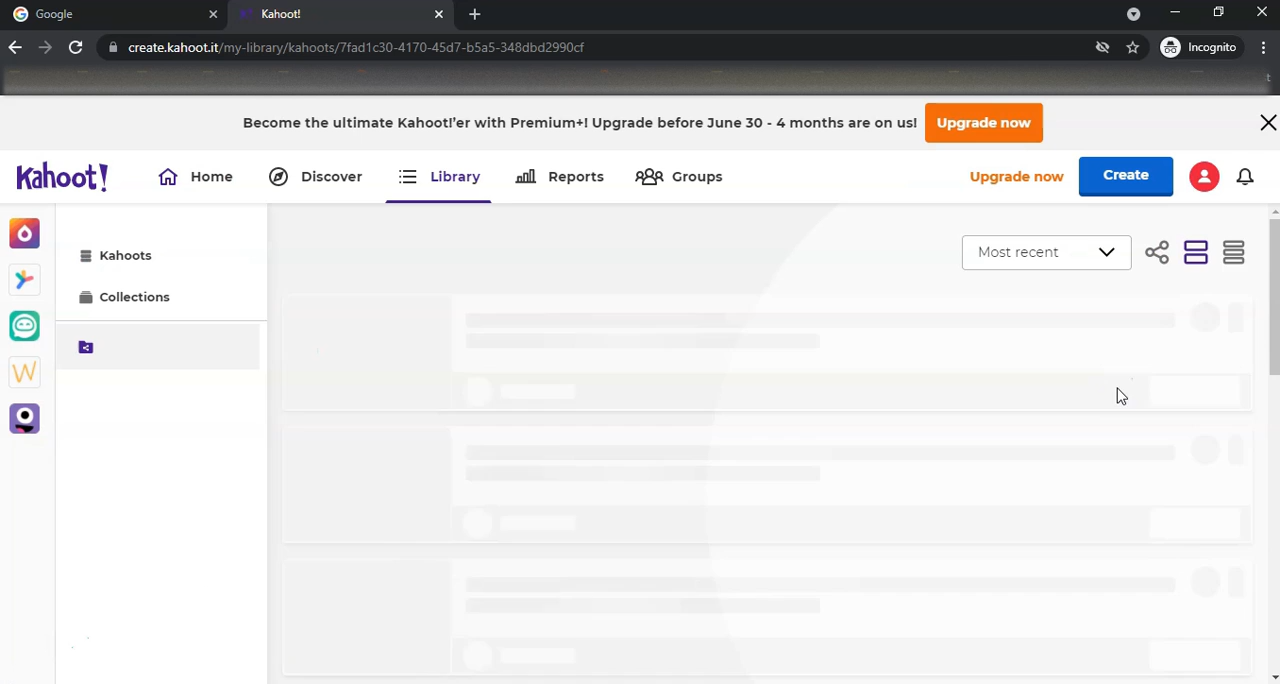 Google
Kahoot!
create.kahoot.it/my-library/kahoots/7fad1c30-4170-45d7-b5a5-348dbd2990cf
Incognito
Become the ultimate Kahoot!'er with Premium+! Upgrade before June 30 - 4 months are on us!
Upgrade now
Kahoot!
Home
Discover
Library
Reports
Groups
Upgrade now
Create
Kahoots
Most recent
Collections
W